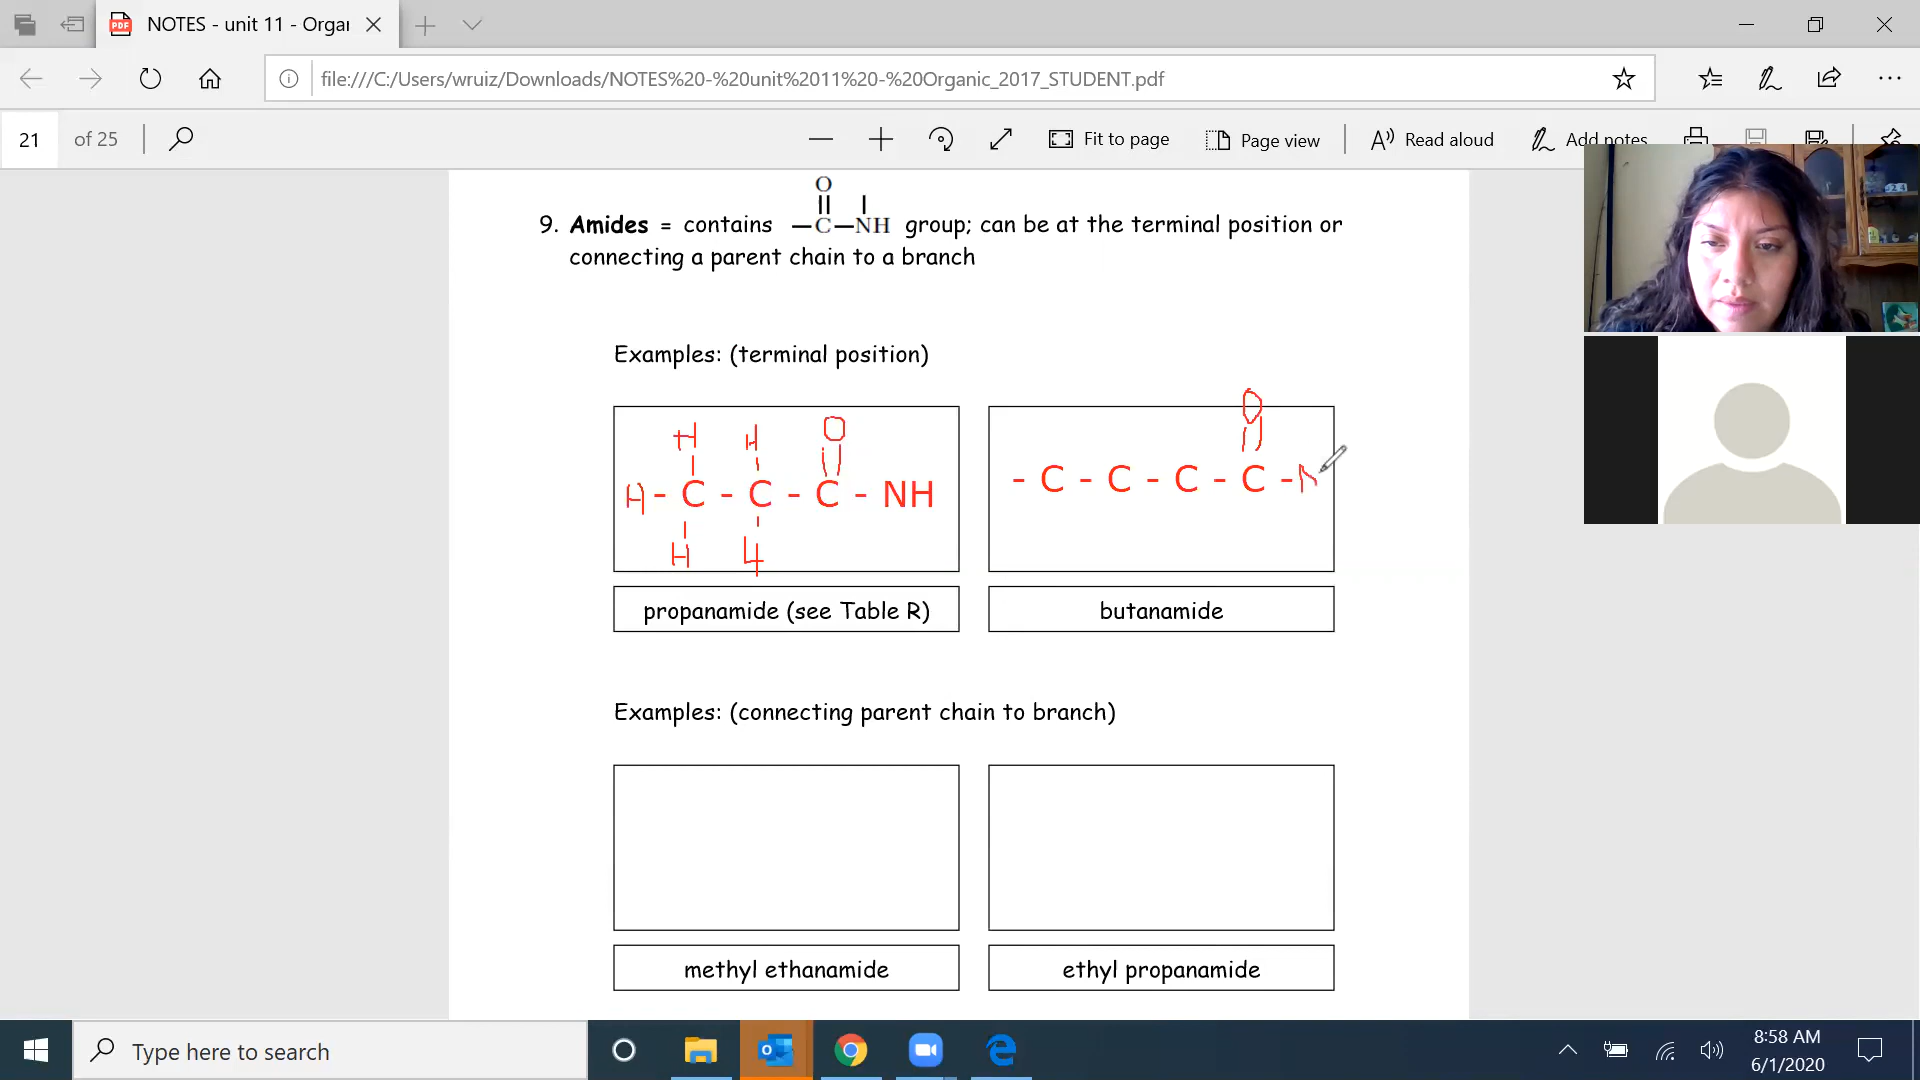 NOTES - unit 11 - Orgar
file:///C:/Users/wruiz/Downloads/NOTES%20-%20unit%2011%20-%20Organic_2017_STUDENT.pdf
21 of 25
Fit to page
Page view
Read aloud
Add notes
O
9. Amides = contains —C—NH group; can be at the terminal position or
connecting a parent chain to a branch
Examples: (terminal position)
H H O
H - C - C - C - NH
H H
O
- C - C - C - C - N
propanamide (see Table R)
butanamide
Examples: (connecting parent chain to branch)
methyl ethanamide
ethyl propanamide
Type here to search
8:58 AM
6/1/2020